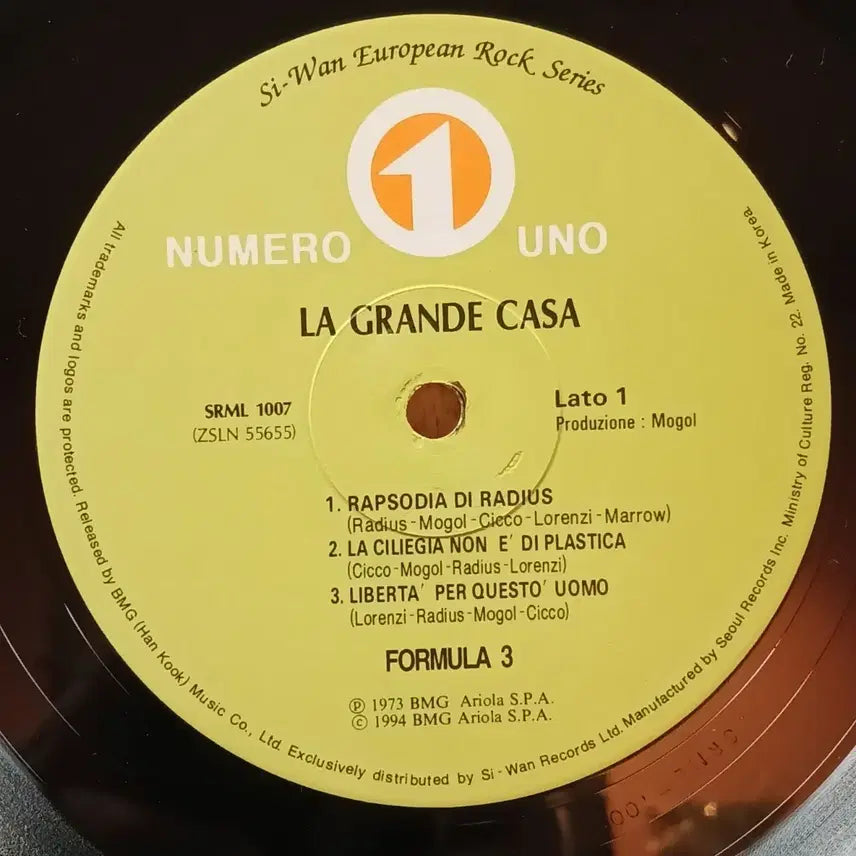 Si-Wan European Rock Series
1
NUMERO UNO
LA GRANDE CASA
SRML 1007
(ZSLN 55655)
Lato 1
Produzione : Mogol
1. RAPSODIA DI RADIUS
(Radius-Mogol-Cicco-Lorenzi-Marrow)
2. LA CILIEGIA NON E' DI PLASTICA
(Cicco-Mogol-Radius-Lorenzi)
3. LIBERTA' PER QUESTO' UOMO
(Lorenzi-Radius-Mogol-Cicco)
FORMULA 3
℗ 1973 BMG Ariola S.P.A.
© 1994 BMG Ariola S.P.A.
All trademarks and logos are protected. Released by BMG (Han Kook) Music Co., Ltd. Exclusively distributed by Si-Wan Records Ltd. Manufactured by Seoul Records Inc. Ministry of Culture Reg. No. 22. Made in Korea.